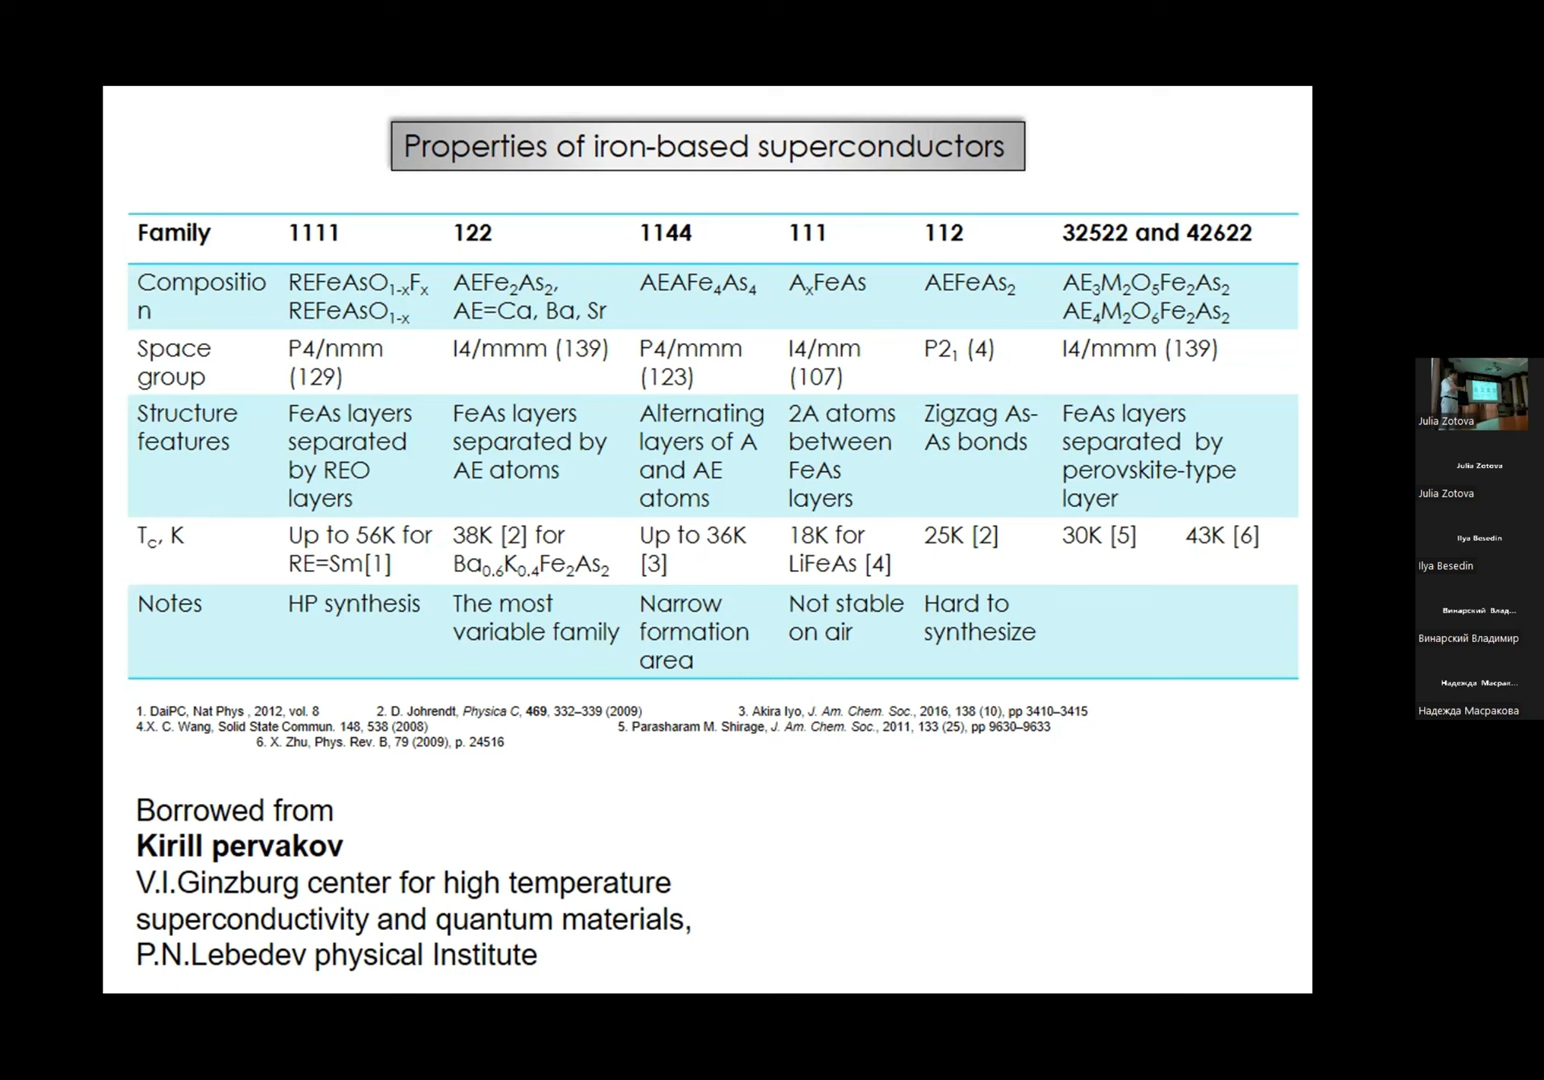 Properties of iron-based superconductors
Family 1111 122 1144 111 112 32522 and 42622
Compositio
n
REFeAsO1-xFx
REFeAsO1-x
AEFe2As2,
AE=Ca, Ba, Sr
AEAFe4As4
AxFeAs
AEFeAs2
AE3M2O5Fe2As2
AE4M2O6Fe2As2
Space
group
P4/nmm
(129)
I4/mmm (139)
P4/mmm
(123)
I4/mm
(107)
P21 (4)
I4/mmm (139)
Structure
features
FeAs layers
separated
by REO
layers
FeAs layers
separated by
AE atoms
Alternating
layers of A
and AE
atoms
2A atoms
between
FeAs
layers
Zigzag As-
As bonds
FeAs layers
separated by
perovskite-type
layer
Tc, K
Up to 56K for
RE=Sm[1]
38K [2] for
Ba0.6K0.4Fe2As2
Up to 36K
[3]
18K for
LiFeAs [4]
25K [2]
30K [5] 43K [6]
Notes
HP synthesis
The most
variable family
Narrow
formation
area
Not stable
on air
Hard to
synthesize
1. DaiPC, Nat Phys , 2012, vol. 8 2. D. Johrendt, Physica C, 469, 332–339 (2009) 3. Akira Iyo, J. Am. Chem. Soc., 2016, 138 (10), pp 3410–3415
4.X. C. Wang, Solid State Commun. 148, 538 (2008) 5. Parasharam M. Shirage, J. Am. Chem. Soc., 2011, 133 (25), pp 9630–9633
6. X. Zhu, Phys. Rev. B, 79 (2009), p. 24516
Borrowed from
Kirill pervakov
V.I.Ginzburg center for high temperature
superconductivity and quantum materials,
P.N.Lebedev physical Institute
Julia Zotova
Julia Zotova
Julia Zotova
Ilya Besedin
Ilya Besedin
Винарский Влад...
Винарский Владимир
Надежда Масрак...
Надежда Масракова